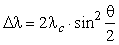 Δλ = 2λ_c · sin² θ/2